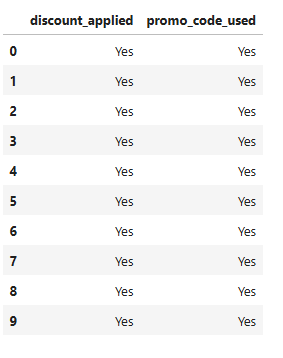 discount_applied promo_code_used
0 Yes Yes
1 Yes Yes
2 Yes Yes
3 Yes Yes
4 Yes Yes
5 Yes Yes
6 Yes Yes
7 Yes Yes
8 Yes Yes
9 Yes Yes